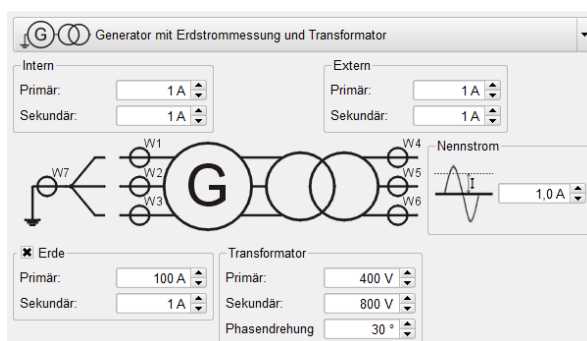 G Generator mit Erdstrommessung und Transformator
Intern
Primär: 1 A
Sekundär: 1 A
Extern
Primär: 1 A
Sekundär: 1 A
W1
W2
W3
W7
G
W4
W5
W6
Nennstrom
I
1,0 A
Erde
Primär: 100 A
Sekundär: 1 A
Transformator
Primär: 400 V
Sekundär: 800 V
Phasendrehung 30 °